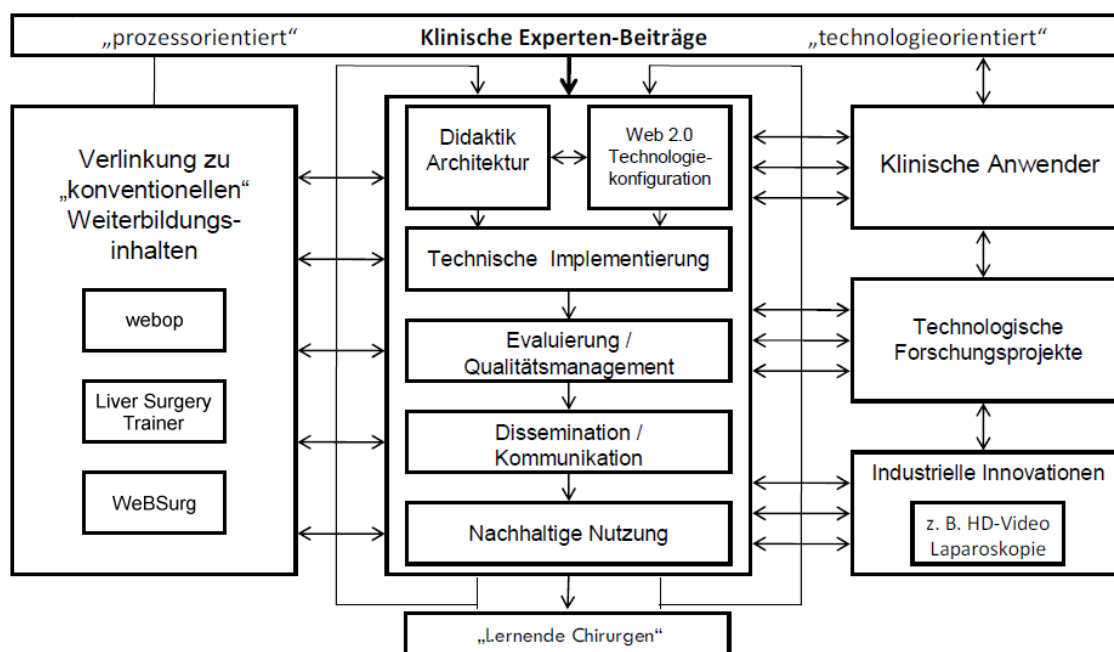 „prozessorientiert“ Klinische Experten-Beiträge „technologieorientiert“
Verlinkung zu
„konventionellen“
Weiterbildungs-
inhalten
webop
Liver Surgery
Trainer
WeBSurg
Didaktik
Architektur
Web 2.0
Technologie-
konfiguration
Technische Implementierung
Evaluierung /
Qualitätsmanagement
Dissemination /
Kommunikation
Nachhaltige Nutzung
„Lernende Chirurgen“
Klinische Anwender
Technologische
Forschungsprojekte
Industrielle Innovationen
z. B. HD-Video
Laparoskopie